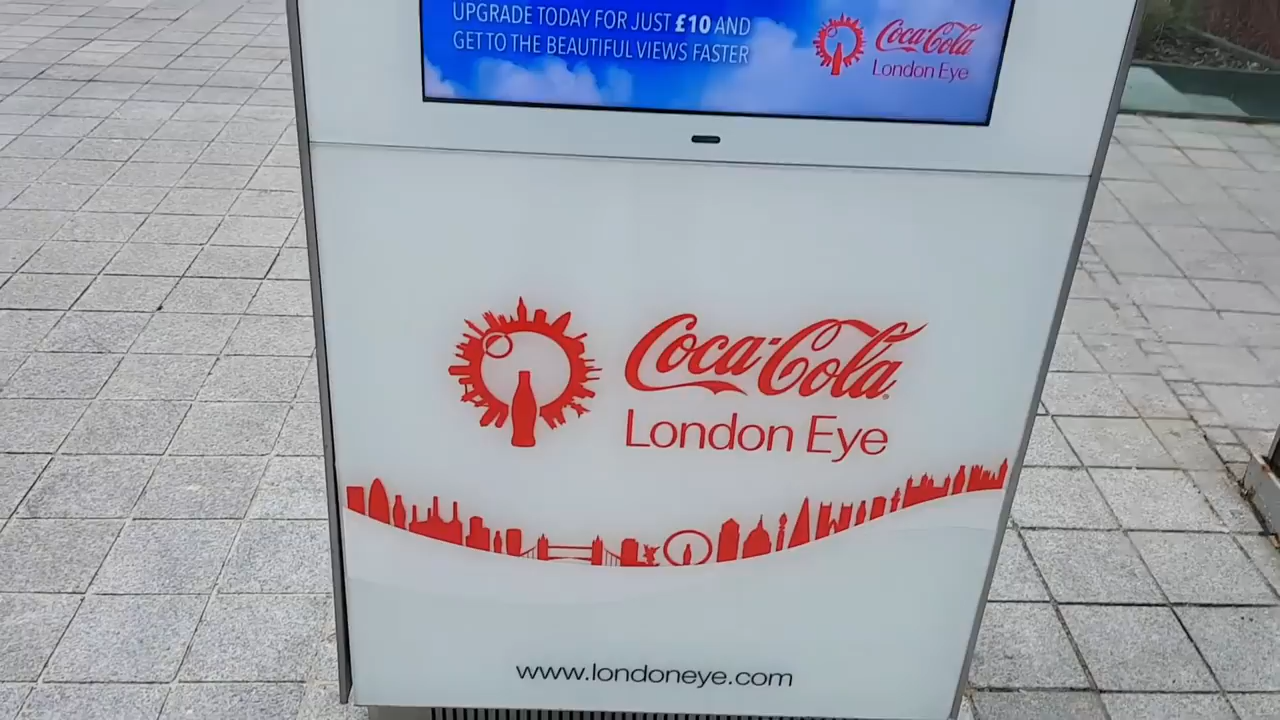 UPGRADE TODAY FOR JUST £10 AND
GET TO THE BEAUTIFUL VIEWS FASTER
Coca-Cola
London Eye
Coca-Cola
London Eye
www.londoneye.com